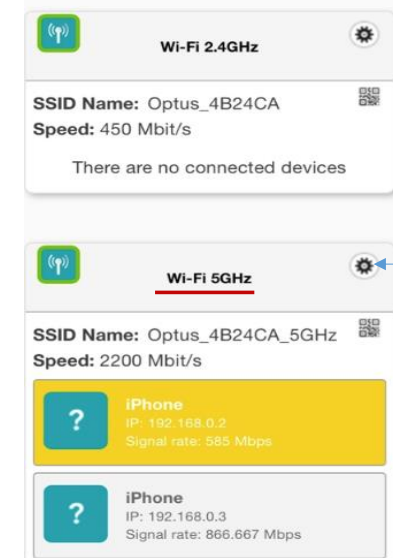 Wi-Fi 2.4GHz
SSID Name: Optus_4B24CA
Speed: 450 Mbit/s
There are no connected devices
Wi-Fi 5GHz
SSID Name: Optus_4B24CA_5GHz
Speed: 2200 Mbit/s
?
iPhone
IP: 192.168.0.2
Signal rate: 585 Mbps
?
iPhone
IP: 192.168.0.3
Signal rate: 866.667 Mbps